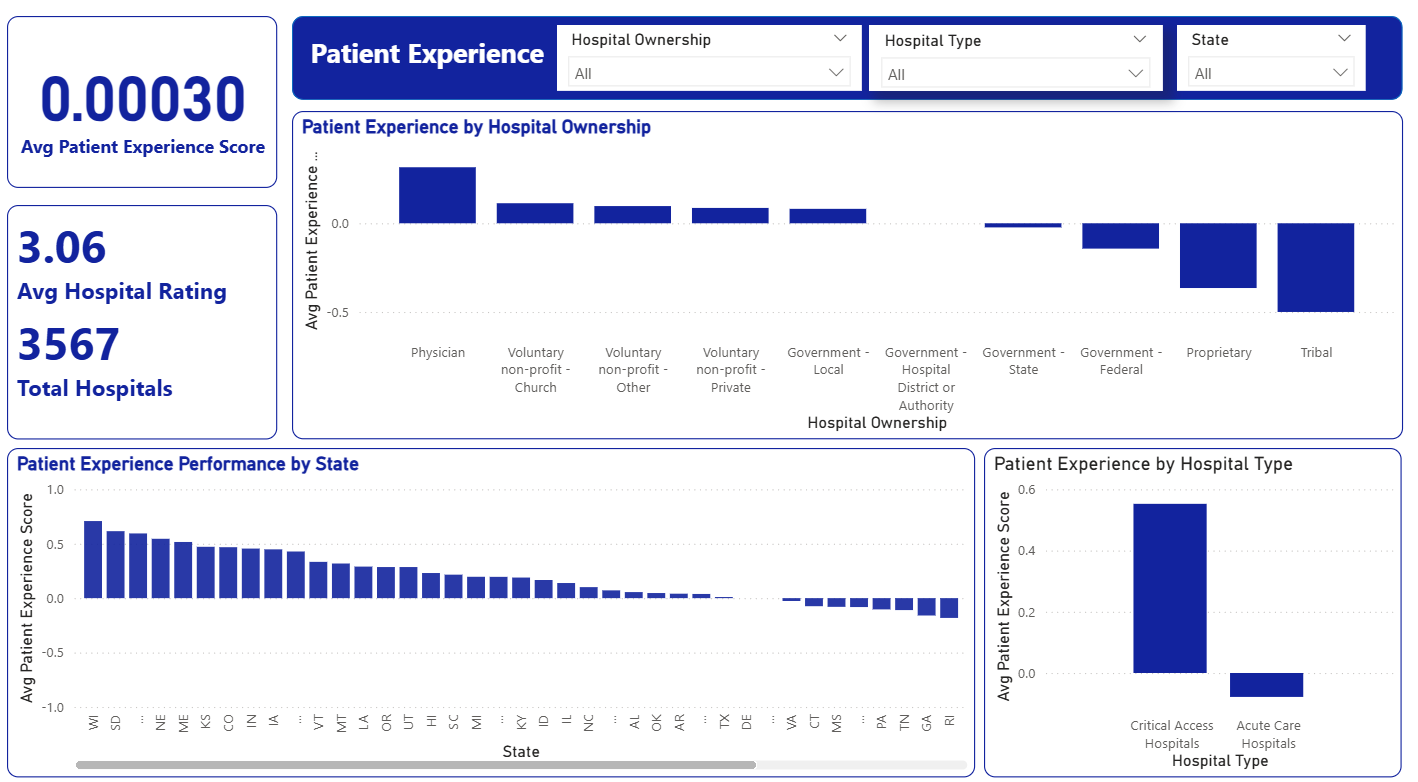 0.00030
Avg Patient Experience Score
3.06
Avg Hospital Rating
3567
Total Hospitals
Patient Experience
Hospital Ownership
All
Hospital Type
All
State
All
Patient Experience by Hospital Ownership
Avg Patient Experience ...
0.0
-0.5
Physician
Voluntary
non-profit -
Church
Voluntary
non-profit -
Other
Voluntary
non-profit -
Private
Government -
Local
Government -
Hospital
District or
Authority
Government -
State
Government -
Federal
Proprietary
Tribal
Hospital Ownership
Patient Experience Performance by State
Avg Patient Experience Score
1.0
0.5
0.0
-0.5
-1.0
WI
SD
...
NE
ME
KS
CO
IN
IA
...
VT
MT
LA
OR
UT
HI
SC
MI
...
KY
ID
IL
NC
...
AL
OK
AR
...
TX
DE
...
VA
CT
MS
...
PA
TN
GA
RI
State
Patient Experience by Hospital Type
Avg Patient Experience Score
0.6
0.4
0.2
0.0
Critical Access
Hospitals
Acute Care
Hospitals
Hospital Type